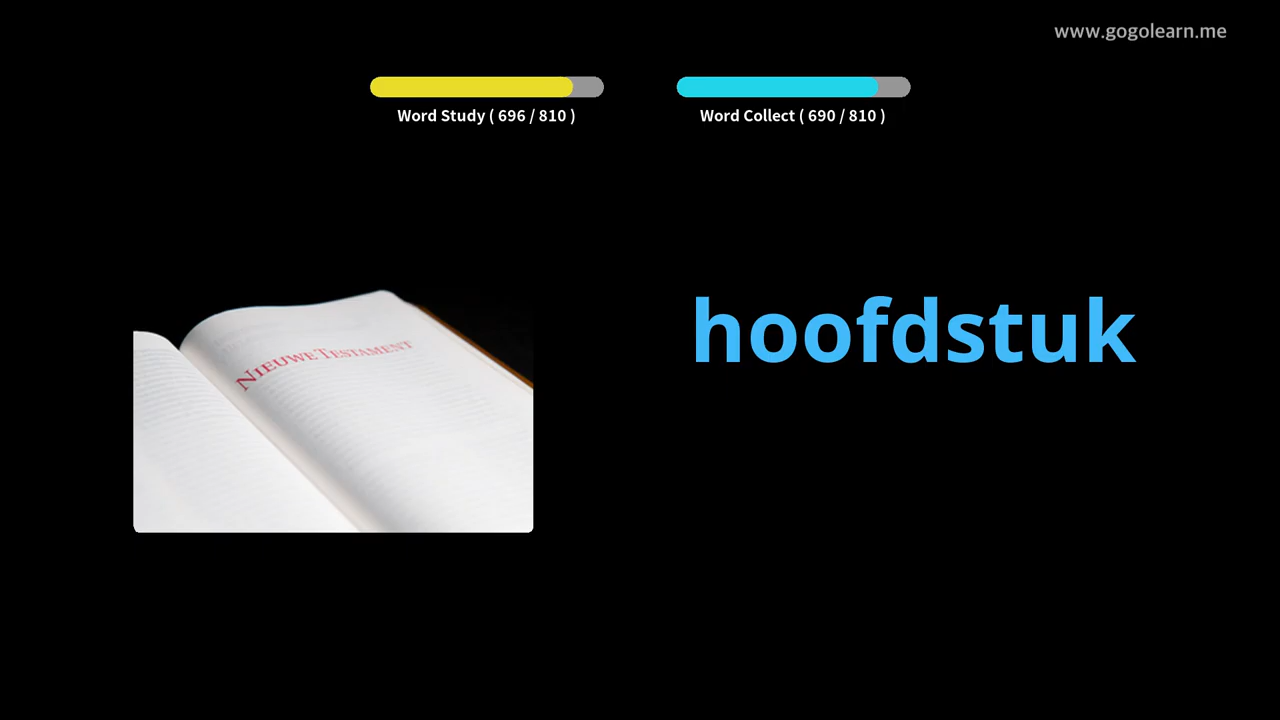 www.gogolearn.me
Word Study ( 696 / 810 )
Word Collect ( 690 / 810 )
hoofdstuk
NIEUWE TESTAMENT